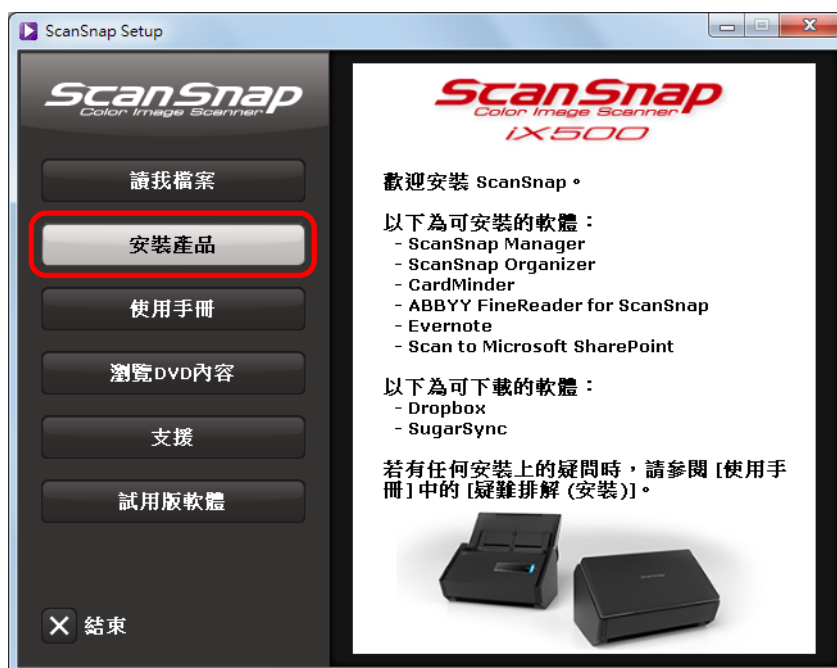 ScanSnap Setup
ScanSnap
Color Image Scanner
讀我檔案
安裝產品
使用手冊
瀏覽DVD內容
支援
試用版軟體
結束
ScanSnap
Color Image Scanner
iX500
歡迎安裝 ScanSnap。
以下為可安裝的軟體：
- ScanSnap Manager
- ScanSnap Organizer
- CardMinder
- ABBYY FineReader for ScanSnap
- Evernote
- Scan to Microsoft SharePoint
以下為可下載的軟體：
- Dropbox
- SugarSync
若有任何安裝上的疑問時，請參閱 [使用手
冊] 中的 [疑難排解 (安裝)]。